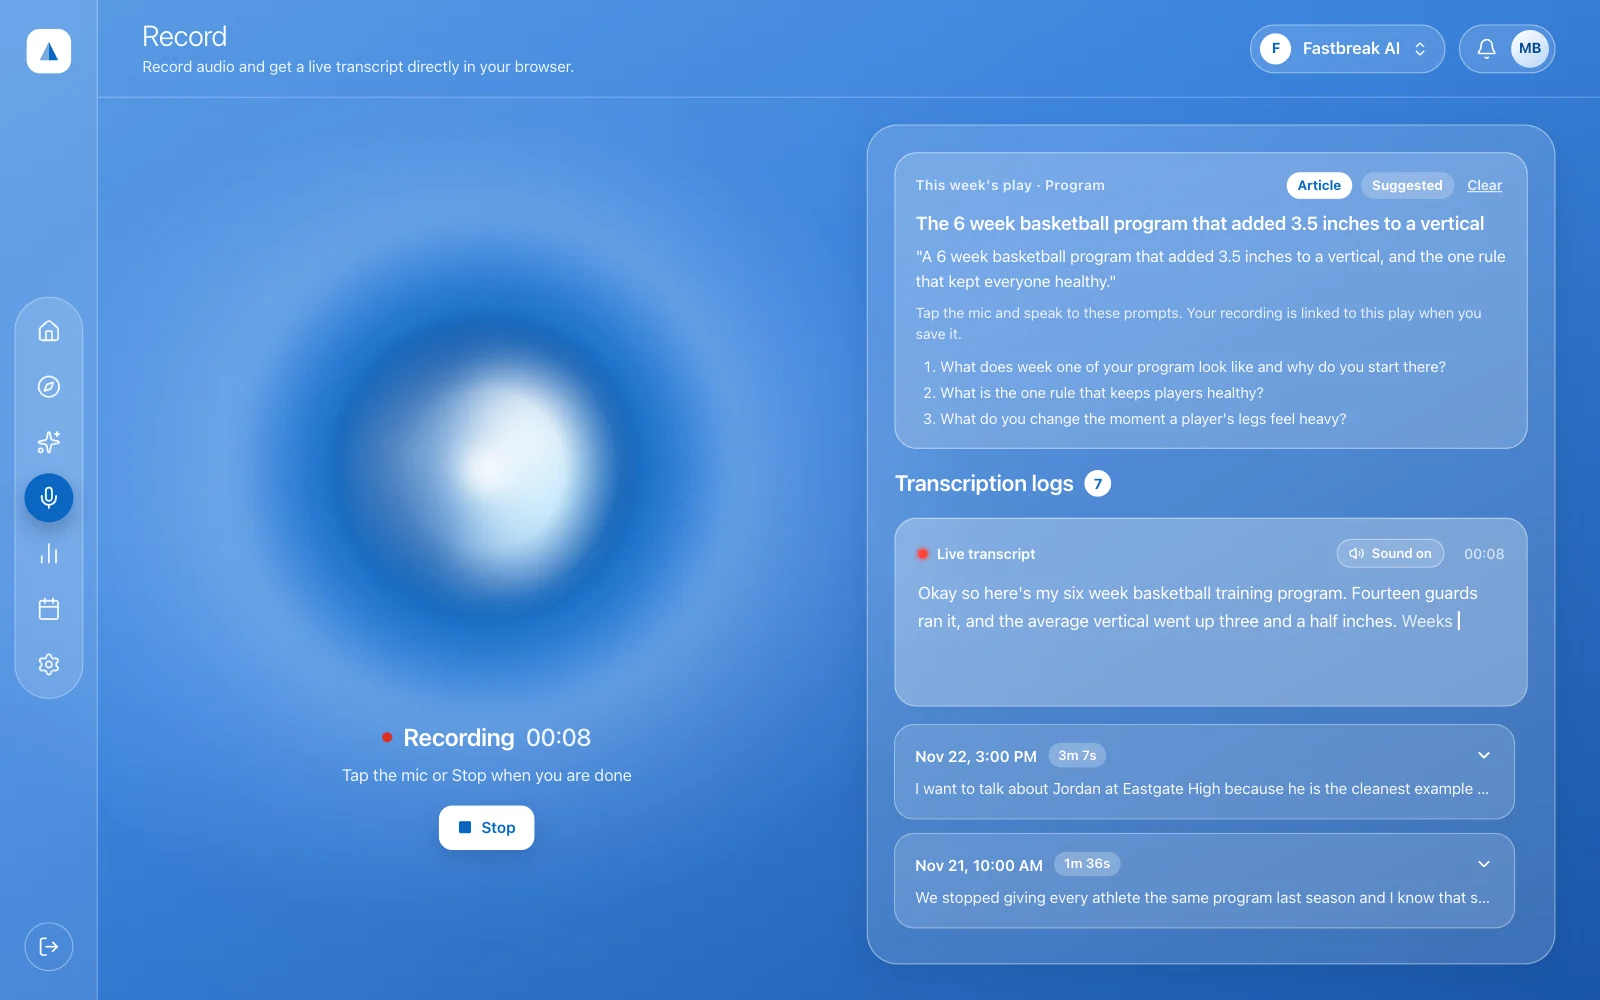 Record
Record audio and get a live transcript directly in your browser.
F Fastbreak AI
MB
This week's play · Program
Article Suggested Clear
The 6 week basketball program that added 3.5 inches to a vertical
"A 6 week basketball program that added 3.5 inches to a vertical, and the one rule
that kept everyone healthy."
Tap the mic and speak to these prompts. Your recording is linked to this play when you
save it.
1. What does week one of your program look like and why do you start there?
2. What is the one rule that keeps players healthy?
3. What do you change the moment a player's legs feel heavy?
Transcription logs 7
Live transcript
Sound on 00:08
Okay so here's my six week basketball training program. Fourteen guards
ran it, and the average vertical went up three and a half inches. Weeks
Recording 00:08
Tap the mic or Stop when you are done
Stop
Nov 22, 3:00 PM 3m 7s
I want to talk about Jordan at Eastgate High because he is the cleanest example ...
Nov 21, 10:00 AM 1m 36s
We stopped giving every athlete the same program last season and I know that s...